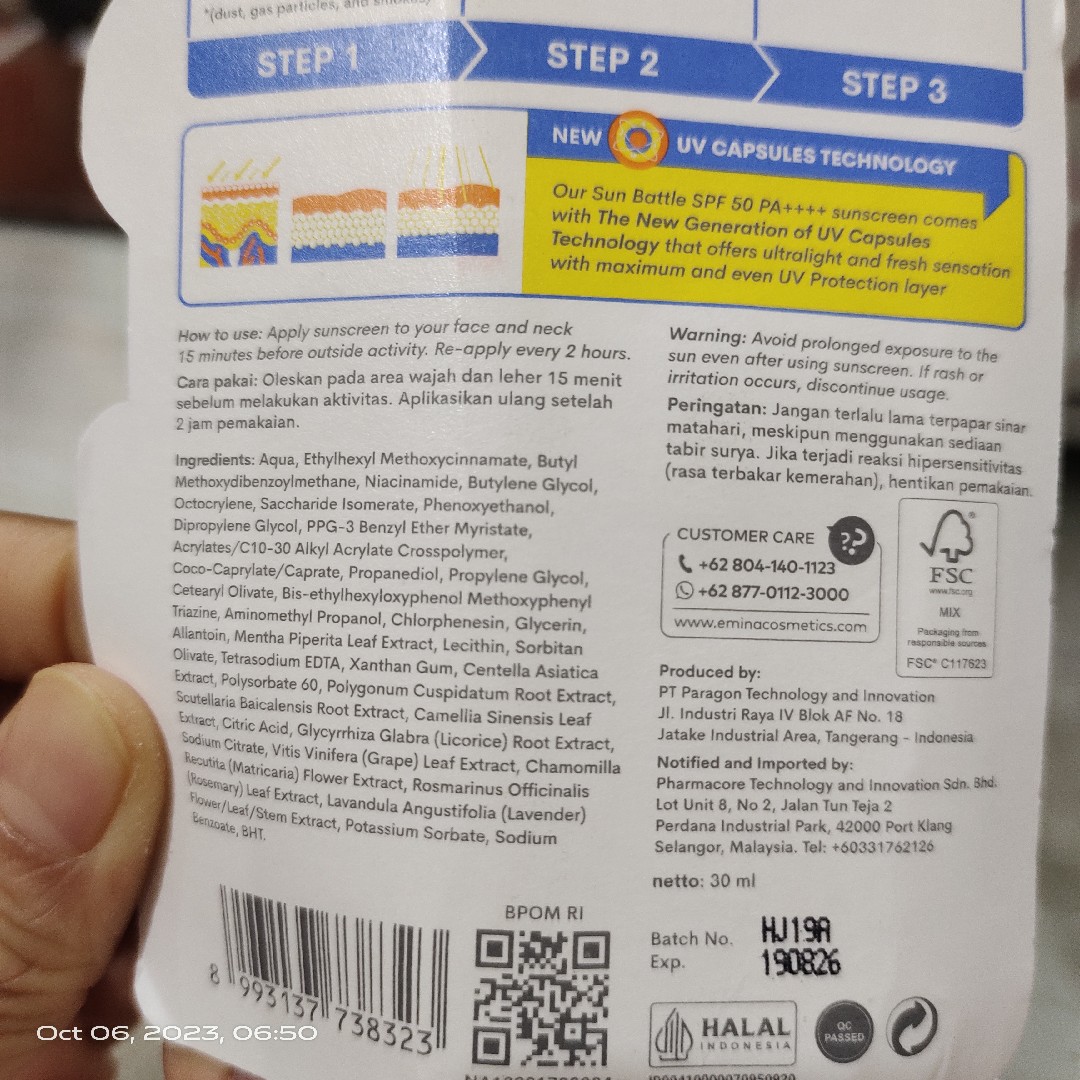 *(dust, gas particles, and smokes)
STEP 1
STEP 2
STEP 3
NEW UV CAPSULES TECHNOLOGY
Our Sun Battle SPF 50 PA++++ sunscreen comes
with The New Generation of UV Capsules
Technology that offers ultralight and fresh sensation
with maximum and even UV Protection layer
How to use: Apply sunscreen to your face and neck
15 minutes before outside activity. Re-apply every 2 hours.
Cara pakai: Oleskan pada area wajah dan leher 15 menit
sebelum melakukan aktivitas. Aplikasikan ulang setelah
2 jam pemakaian.
Ingredients: Aqua, Ethylhexyl Methoxycinnamate, Butyl
Methoxydibenzoylmethane, Niacinamide, Butylene Glycol,
Octocrylene, Saccharide Isomerate, Phenoxyethanol,
Dipropylene Glycol, PPG-3 Benzyl Ether Myristate,
Acrylates/C10-30 Alkyl Acrylate Crosspolymer,
Coco-Caprylate/Caprate, Propanediol, Propylene Glycol,
Cetearyl Olivate, Bis-ethylhexyloxyphenol Methoxyphenyl
Triazine, Aminomethyl Propanol, Chlorphenesin, Glycerin,
Allantoin, Mentha Piperita Leaf Extract, Lecithin, Sorbitan
Olivate, Tetrasodium EDTA, Xanthan Gum, Centella Asiatica
Extract, Polysorbate 60, Polygonum Cuspidatum Root Extract,
Scutellaria Baicalensis Root Extract, Camellia Sinensis Leaf
Extract, Citric Acid, Glycyrrhiza Glabra (Licorice) Root Extract,
Sodium Citrate, Vitis Vinifera (Grape) Leaf Extract, Chamomilla
Recutita (Matricaria) Flower Extract, Rosmarinus Officinalis
(Rosemary) Leaf Extract, Lavandula Angustifolia (Lavender)
Flower/Leaf/Stem Extract, Potassium Sorbate, Sodium
Benzoate, BHT.
Warning: Avoid prolonged exposure to the
sun even after using sunscreen. If rash or
irritation occurs, discontinue usage.
Peringatan: Jangan terlalu lama terpapar sinar
matahari, meskipun menggunakan sediaan
tabir surya. Jika terjadi reaksi hipersensitivitas
(rasa terbakar kemerahan), hentikan pemakaian.
CUSTOMER CARE ??
+62 804-140-1123
+62 877-0112-3000
www.eminacosmetics.com
FSC
www.fsc.org
MIX
Packaging from
responsible sources
FSC® C117623
Produced by:
PT Paragon Technology and Innovation
Jl. Industri Raya IV Blok AF No. 18
Jatake Industrial Area, Tangerang - Indonesia
Notified and Imported by:
Pharmacore Technology and Innovation Sdn. Bhd.
Lot Unit 8, No 2, Jalan Tun Teja 2
Perdana Industrial Park, 42000 Port Klang
Selangor, Malaysia. Tel: +60331762126
netto: 30 ml
Batch No. HJ19A
Exp. 190826
BPOM RI
8 993137 738323
HALAL
INDONESIA
QC
PASSED
Oct 06, 2023, 06:50